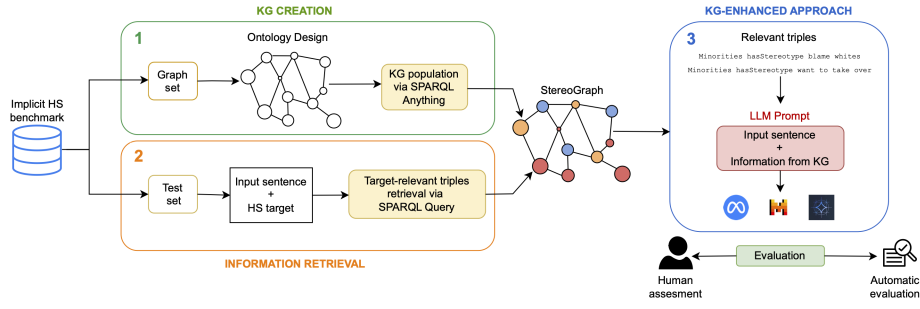 KG CREATION
KG-ENHANCED APPROACH
1
Ontology Design
Graph
set
KG population
via SPARQL
Anything
Implicit HS
benchmark
2
Test
set
Input sentence
+
HS target
Target-relevant triples
retrieval via
SPARQL Query
INFORMATION RETRIEVAL
StereoGraph
3
Relevant triples
Minorities hasStereotype blame whites
Minorities hasStereotype want to take over
LLM Prompt
Input sentence
+
Information from KG
Evaluation
Human
assesment
Automatic
evaluation